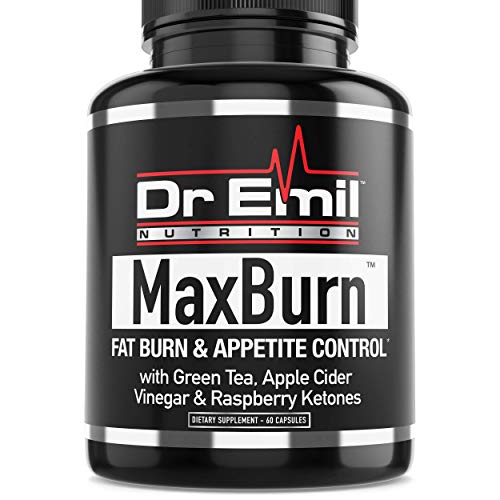 Dr Emil™
NUTRITION
MaxBurn™
FAT BURN & APPETITE CONTROL*
with Green Tea, Apple Cider
Vinegar & Raspberry Ketones
DIETARY SUPPLEMENT - 60 CAPSULES